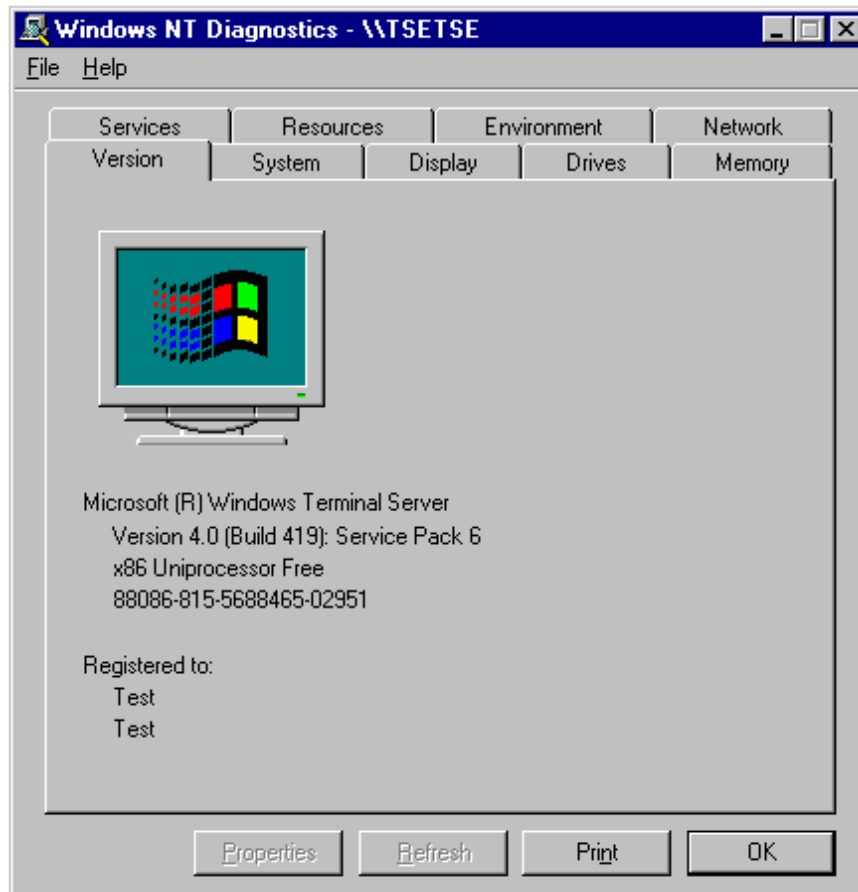 Windows NT Diagnostics - \\TSETSE
File Help
Services Resources Environment Network
Version System Display Drives Memory
Microsoft (R) Windows Terminal Server
Version 4.0 (Build 419): Service Pack 6
x86 Uniprocessor Free
88086-815-5688465-02951
Registered to:
Test
Test
Properties Refresh Print OK